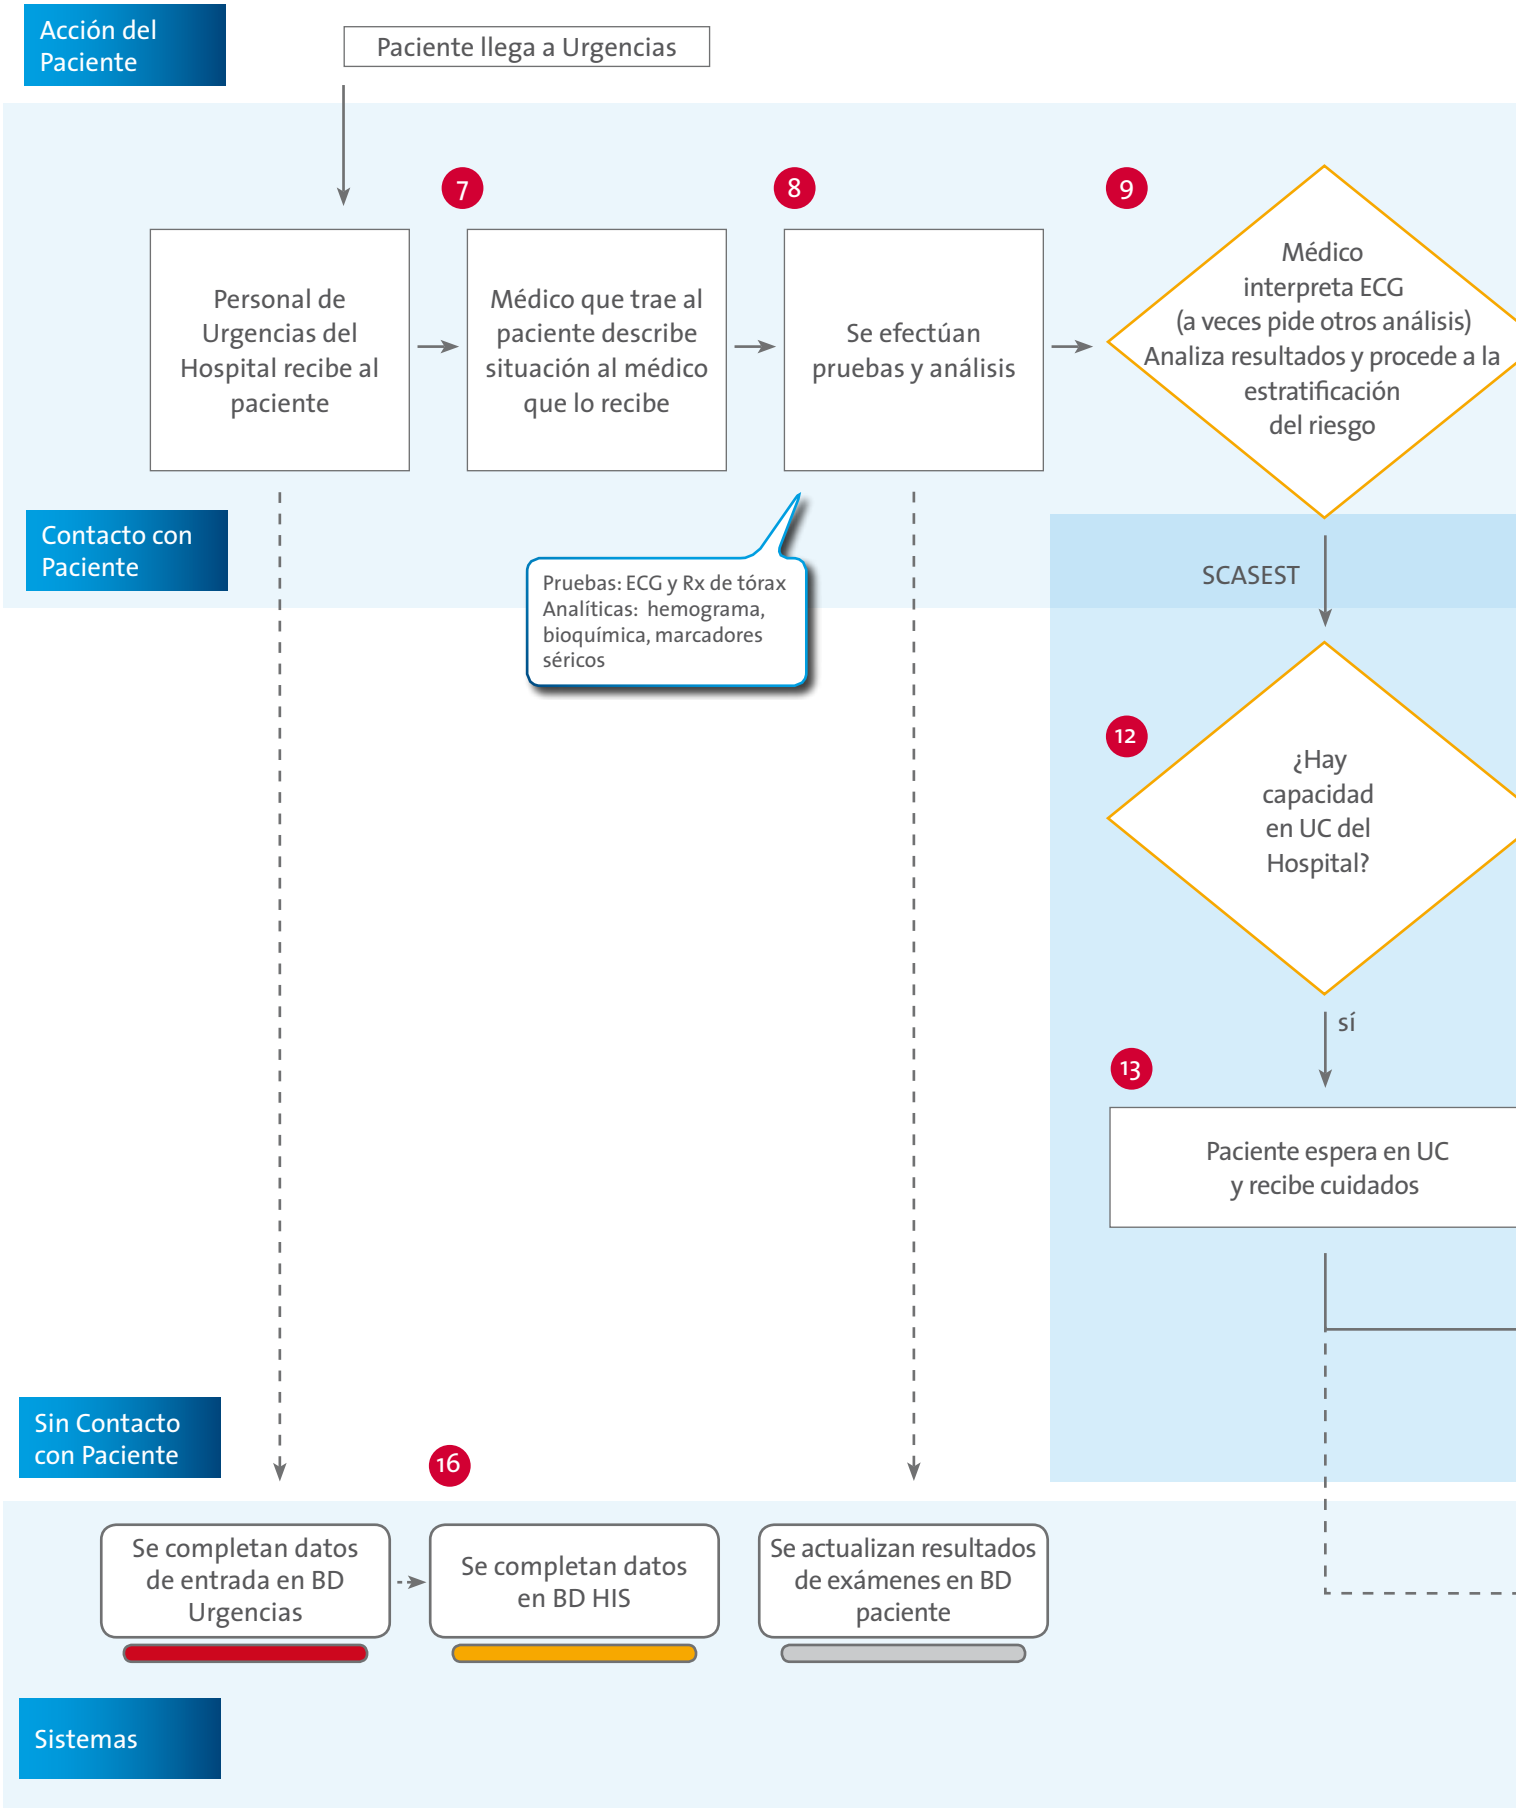 Acción del
Paciente
Paciente llega a Urgencias
7
8
9
Personal de
Urgencias del
Hospital recibe al
paciente
Médico que trae al
paciente describe
situación al médico
que lo recibe
Se efectúan
pruebas y análisis
Médico
interpreta ECG
(a veces pide otros análisis)
Analiza resultados y procede a la
estratificación
del riesgo
Contacto con
Paciente
Pruebas: ECG y Rx de tórax
Analíticas: hemograma,
bioquímica, marcadores
séricos
SCASEST
12
¿Hay
capacidad
en UC del
Hospital?
sí
13
Paciente espera en UC
y recibe cuidados
Sin Contacto
con Paciente
16
Se completan datos
de entrada en BD
Urgencias
Se completan datos
en BD HIS
Se actualizan resultados
de exámenes en BD
paciente
Sistemas